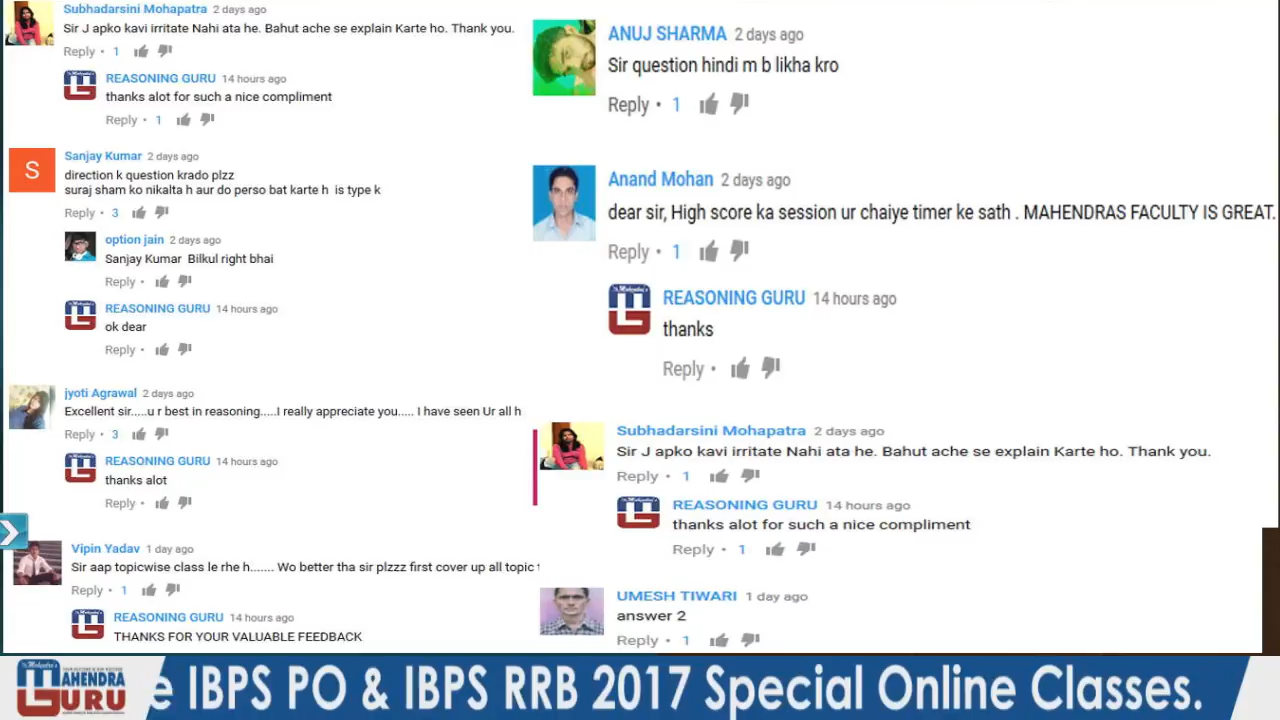 Subhadarsini Mohapatra 2 days ago
Sir J apko kavi irritate Nahi ata he. Bahut ache se explain Karte ho. Thank you.
Reply • 1
REASONING GURU 14 hours ago
thanks alot for such a nice compliment
Reply • 1
S
Sanjay Kumar 2 days ago
direction k question krado plzz
suraj sham ko nikalta h aur do perso bat karte h is type k
Reply • 3
option jain 2 days ago
Sanjay Kumar Bilkul right bhai
Reply •
REASONING GURU 14 hours ago
ok dear
Reply •
jyoti Agrawal 2 days ago
Excellent sir.....u r best in reasoning.....I really appreciate you..... I have seen Ur all h
Reply • 3
REASONING GURU 14 hours ago
thanks alot
Reply •
Vipin Yadav 1 day ago
Sir aap topicwise class le rhe h....... Wo better tha sir plzzz first cover up all topic
Reply • 1
REASONING GURU 14 hours ago
THANKS FOR YOUR VALUABLE FEEDBACK
ANUJ SHARMA 2 days ago
Sir question hindi m b likha kro
Reply • 1
Anand Mohan 2 days ago
dear sir, High score ka session ur chaiye timer ke sath . MAHENDRAS FACULTY IS GREAT.
Reply • 1
REASONING GURU 14 hours ago
thanks
Reply •
Subhadarsini Mohapatra 2 days ago
Sir J apko kavi irritate Nahi ata he. Bahut ache se explain Karte ho. Thank you.
Reply • 1
REASONING GURU 14 hours ago
thanks alot for such a nice compliment
Reply • 1
UMESH TIWARI 1 day ago
answer 2
Reply • 1
MAHENDRA
GURU
e IBPS PO & IBPS RRB 2017 Special Online Classes.